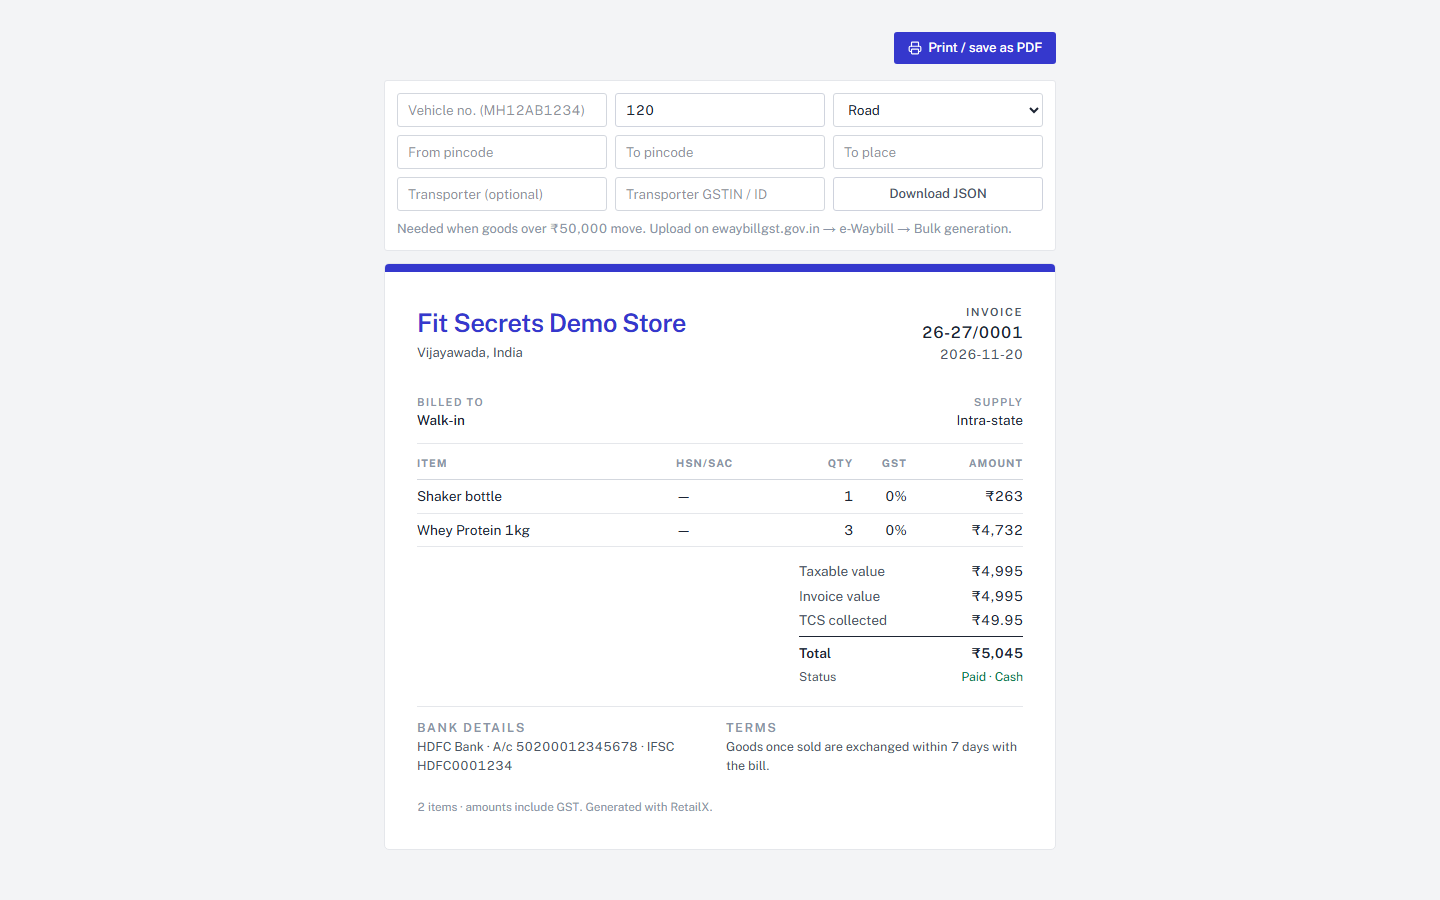 Print / save as PDF
Vehicle no. (MH12AB1234) 120 Road
From pincode To pincode To place
Transporter (optional) Transporter GSTIN / ID Download JSON
Needed when goods over ₹50,000 move. Upload on ewaybillgst.gov.in → e-Waybill → Bulk generation.
Fit Secrets Demo Store
Vijayawada, India
INVOICE
26-27/0001
2026-11-20
BILLED TO
Walk-in
SUPPLY
Intra-state
ITEM HSN/SAC QTY GST AMOUNT
Shaker bottle — 1 0% ₹263
Whey Protein 1kg — 3 0% ₹4,732
Taxable value ₹4,995
Invoice value ₹4,995
TCS collected ₹49.95
Total ₹5,045
Status Paid · Cash
BANK DETAILS
HDFC Bank · A/c 50200012345678 · IFSC
HDFC0001234
TERMS
Goods once sold are exchanged within 7 days with
the bill.
2 items · amounts include GST. Generated with RetailX.